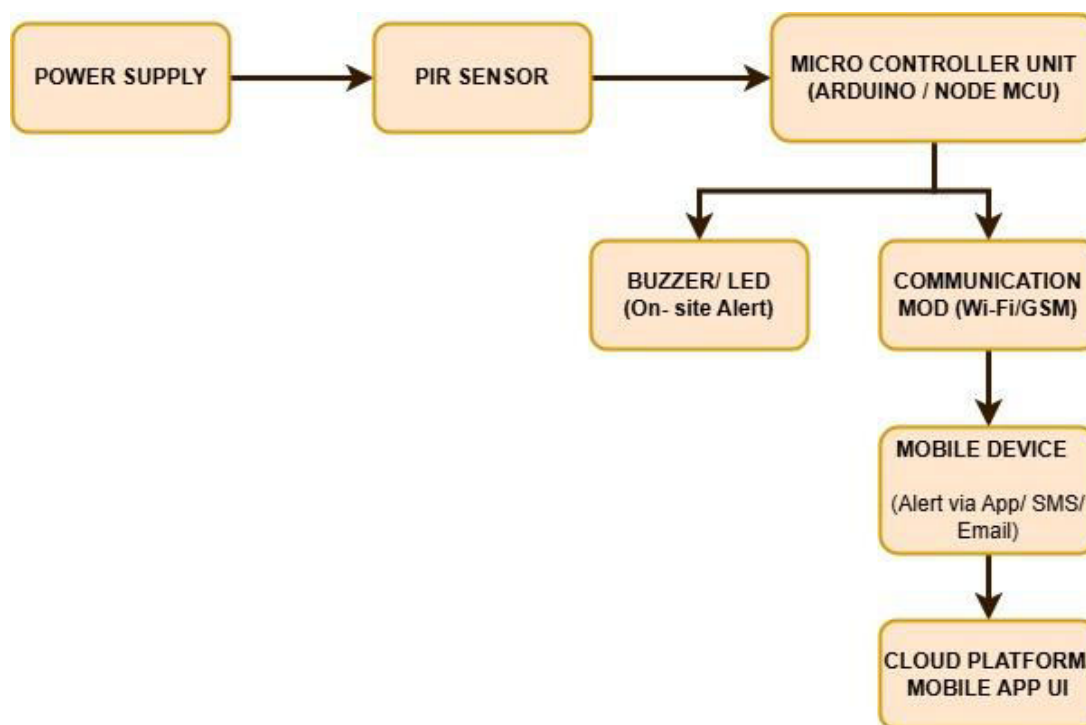 POWER SUPPLY
PIR SENSOR
MICRO CONTROLLER UNIT
(ARDUINO / NODE MCU)
BUZZER/ LED
(On- site Alert)
COMMUNICATION
MOD (Wi-Fi/GSM)
MOBILE DEVICE
(Alert via App/ SMS/
Email)
CLOUD PLATFORM
MOBILE APP UI